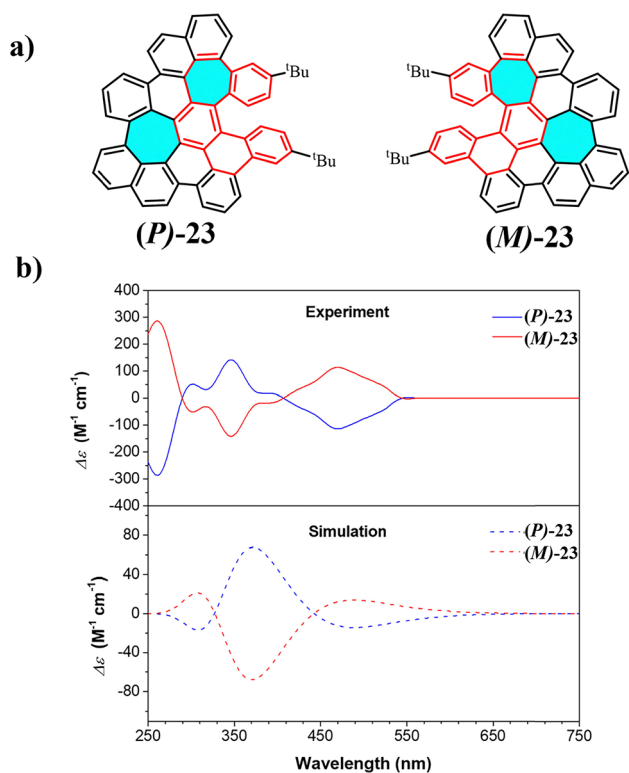 a)
tBu
tBu
tBu
tBu
(P)-23
(M)-23
b)
Experiment
(P)-23
(M)-23
400
300
200
100
0
-100
-200
-300
-400
Δε (M-1 cm-1)
Simulation
(P)-23
(M)-23
80
40
0
-40
-80
Δε (M-1 cm-1)
250 350 450 550 650 750
Wavelength (nm)